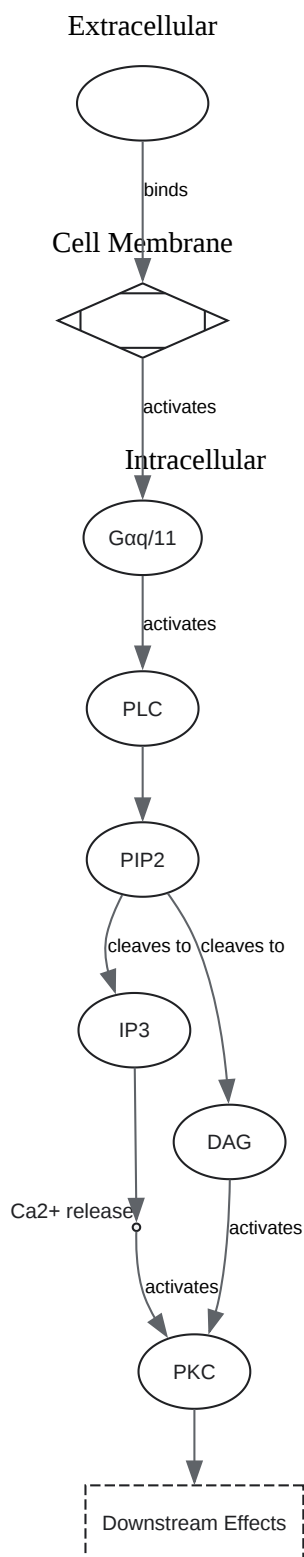 Extracellular
binds
Cell Membrane
activates
Intracellular
Gαq/11
activates
PLC
PIP2
cleaves to
cleaves to
IP3
DAG
Ca2+ release
activates
activates
PKC
Downstream Effects